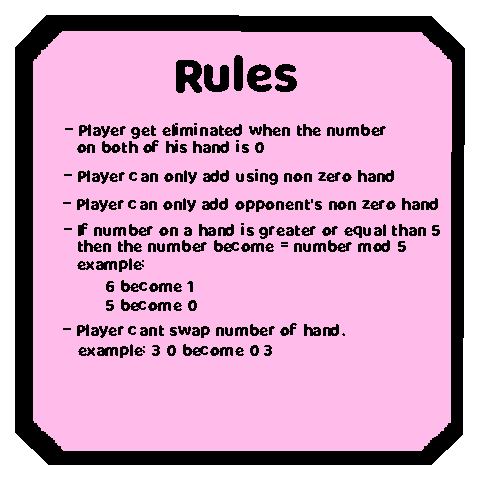 Rules
- Player get eliminated when the number
on both of his hand is 0
- Player can only add using non zero hand
- Player can only add opponent's non zero hand
- If number on a hand is greater or equal than 5
then the number become = number mod 5
example:
6 become 1
5 become 0
- Player cant swap number of hand.
example: 3 0 become 0 3